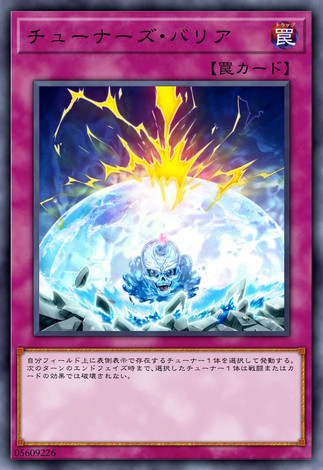 チューナーズ・バリア
トラップ
罠
【罠カード】
自分フィールド上に表側表示で存在するチューナー1体を選択して発動する。
次のターンのエンドフェイズ時まで、選択したチューナー1体は戦闘またはカ
ードの効果では破壊されない。
05609226